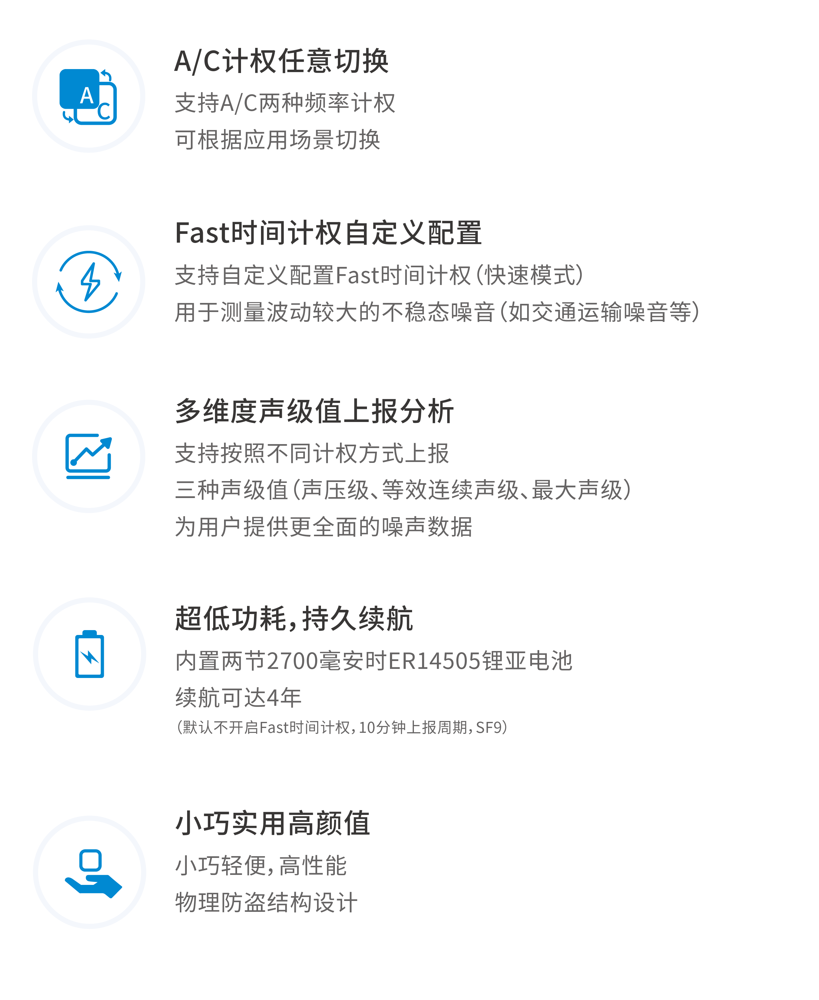 A/C计权任意切换
A
C
支持A/C两种频率计权
可根据应用场景切换
Fast时间计权自定义配置
支持自定义配置Fast时间计权（快速模式）
用于测量波动较大的不稳态噪音（如交通运输噪音等）
多维度声级值上报分析
支持按照不同计权方式上报
三种声级值（声压级、等效连续声级、最大声级）
为用户提供更全面的噪声数据
超低功耗，持久续航
内置两节2700毫安时ER14505锂亚电池
续航可达4年
（默认不开启Fast时间计权，10分钟上报周期，SF9）
小巧实用高颜值
小巧轻便，高性能
物理防盗结构设计